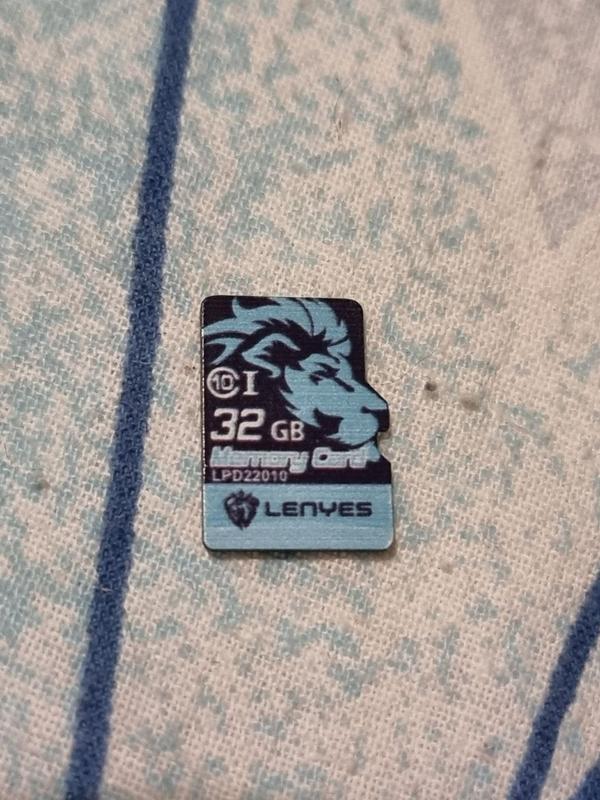 10 I
32 GB
Memory Card
LPD22010
LENYES